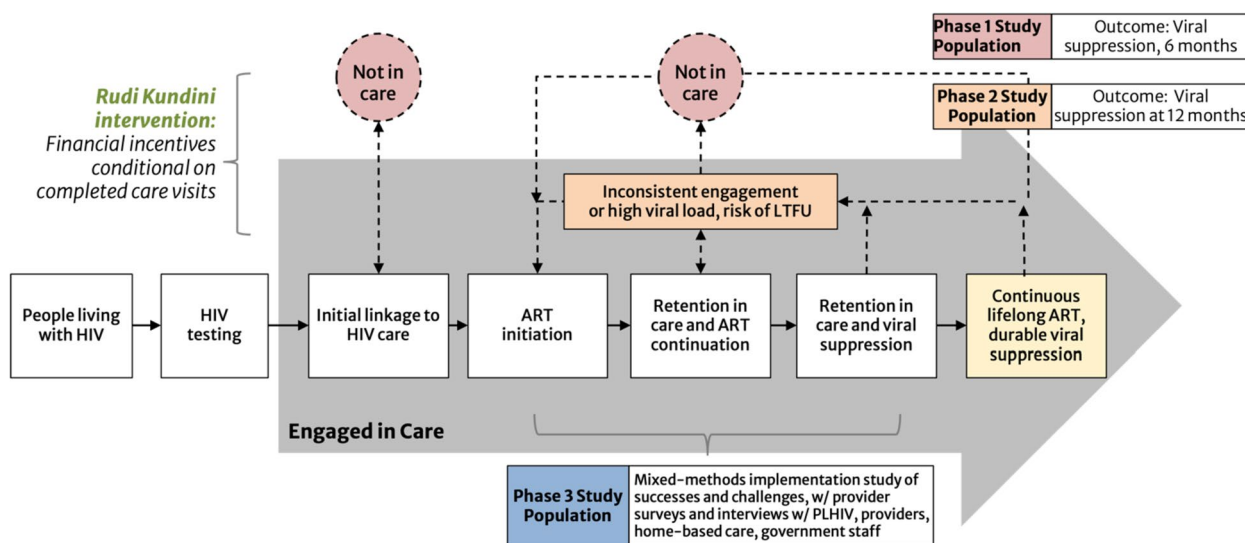 Rudi Kundini
intervention:
Financial incentives
conditional on
completed care visits
Not in
care
Not in
care
Phase 1 Study
Population
Outcome: Viral
suppression, 6 months
Phase 2 Study
Population
Outcome: Viral
suppression at 12 months
Inconsistent engagement
or high viral load, risk of LTFU
People living
with HIV
HIV
testing
Initial linkage to
HIV care
ART
initiation
Retention in
care and ART
continuation
Retention in
care and viral
suppression
Continuous
lifelong ART,
durable viral
suppression
Engaged in Care
Phase 3 Study
Population
Mixed-methods implementation study of
successes and challenges, w/ provider
surveys and interviews w/ PLHIV, providers,
home-based care, government staff